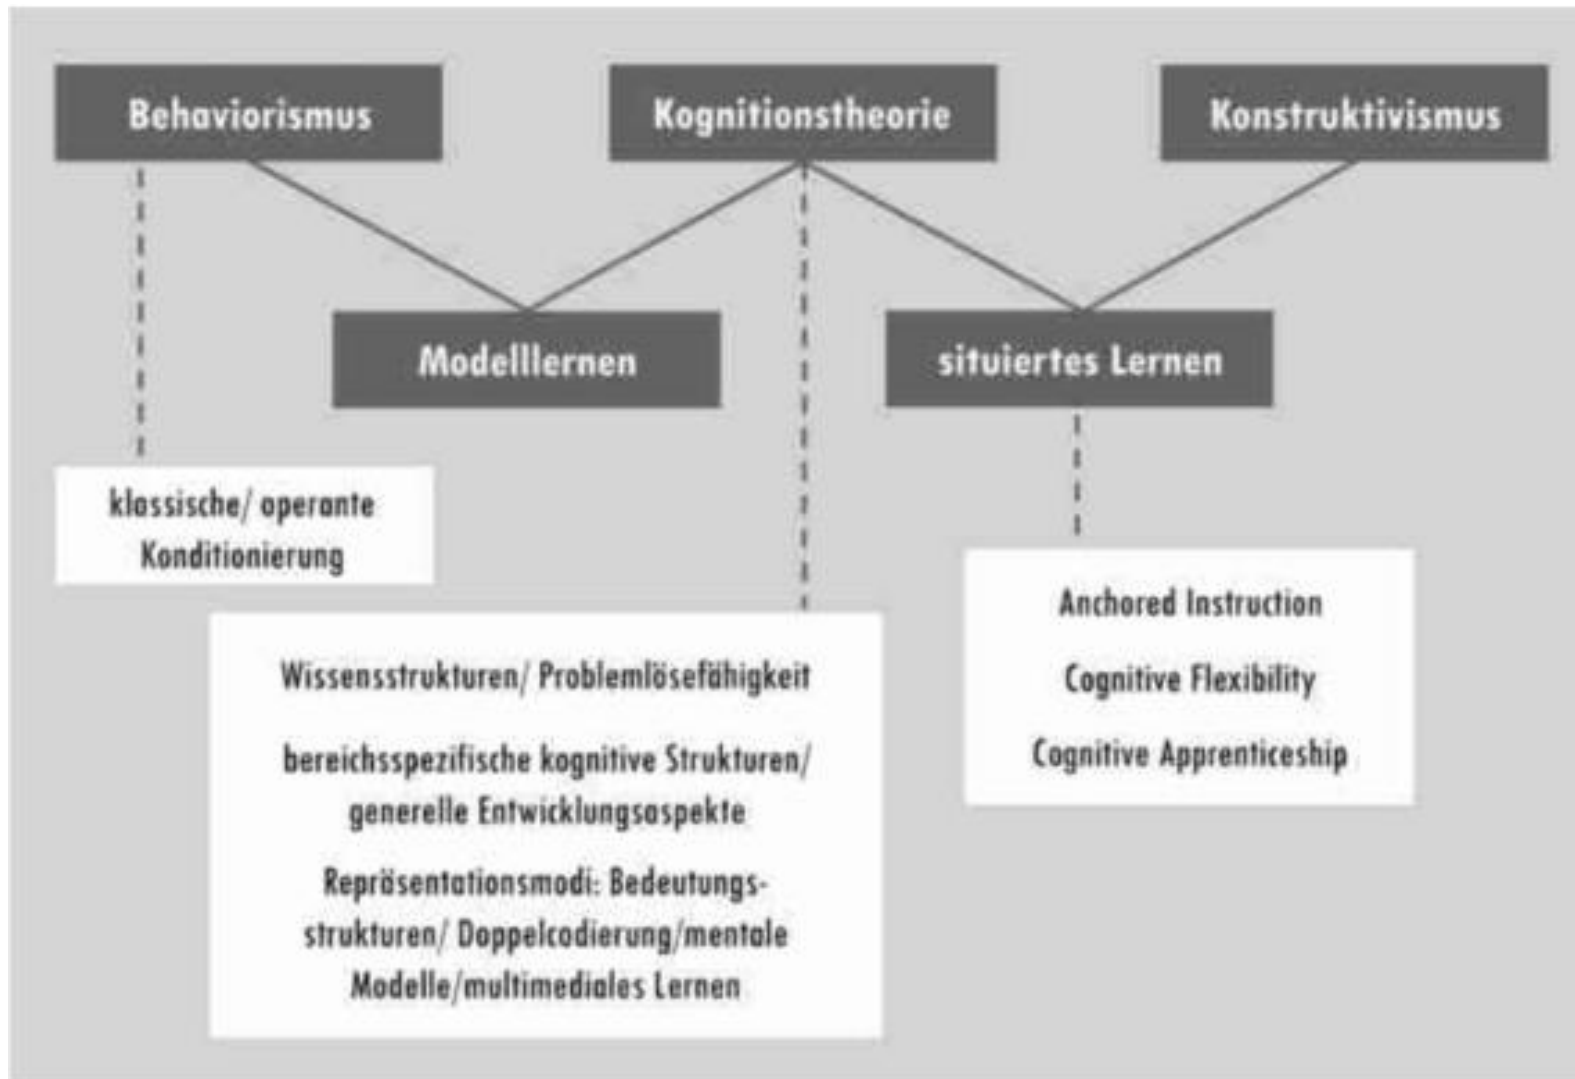 Behaviorismus
Kognitionstheorie
Konstruktivismus
Modelllernen
situiertes Lernen
klassische/ operante
Konditionierung
Wissensstrukturen/ Problemlösefähigkeit
bereichsspezifische kognitive Strukturen/
generelle Entwicklungsaspekte
Repräsentationsmodi: Bedeutungs-
strukturen/ Doppelcodierung/mentale
Modelle/multimediales Lernen
Anchored Instruction
Cognitive Flexibility
Cognitive Apprenticeship